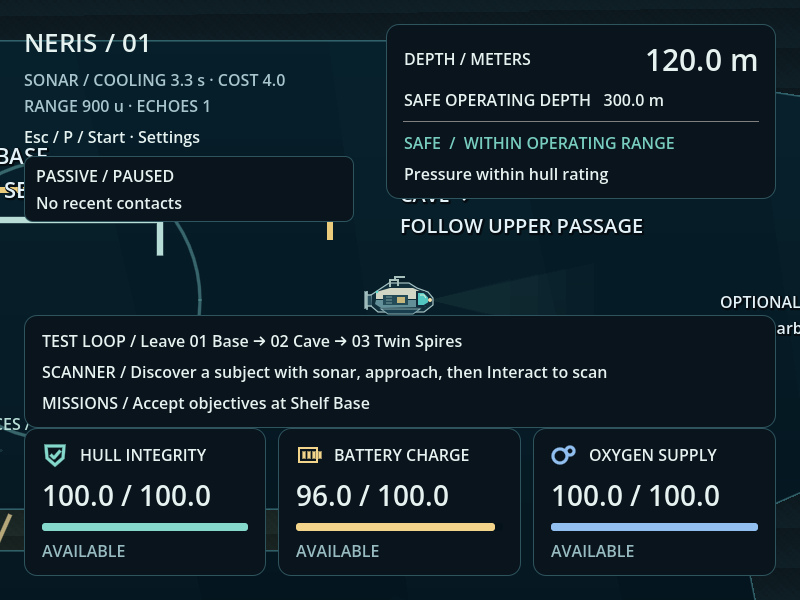 NERIS / 01
SONAR / COOLING 3.3 s · COST 4.0
RANGE 900 u · ECHOES 1
Esc / P / Start · Settings
BASE
PASSIVE / PAUSED
No recent contacts
DEPTH / METERS 120.0 m
SAFE OPERATING DEPTH 300.0 m
SAFE / WITHIN OPERATING RANGE
Pressure within hull rating
FOLLOW UPPER PASSAGE
OPTIONAL
TEST LOOP / Leave 01 Base → 02 Cave → 03 Twin Spires
SCANNER / Discover a subject with sonar, approach, then Interact to scan
MISSIONS / Accept objectives at Shelf Base
HULL INTEGRITY
100.0 / 100.0
AVAILABLE
BATTERY CHARGE
96.0 / 100.0
AVAILABLE
OXYGEN SUPPLY
100.0 / 100.0
AVAILABLE